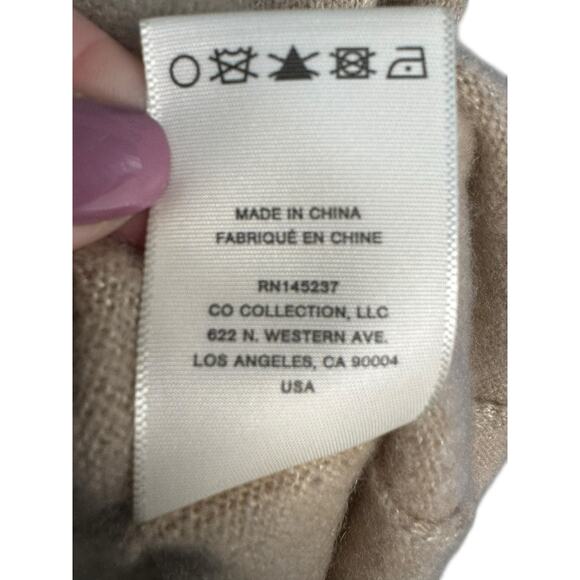 MADE IN CHINA
FABRIQUÉ EN CHINE
RN145237
CO COLLECTION, LLC
622 N. WESTERN AVE.
LOS ANGELES, CA 90004
USA